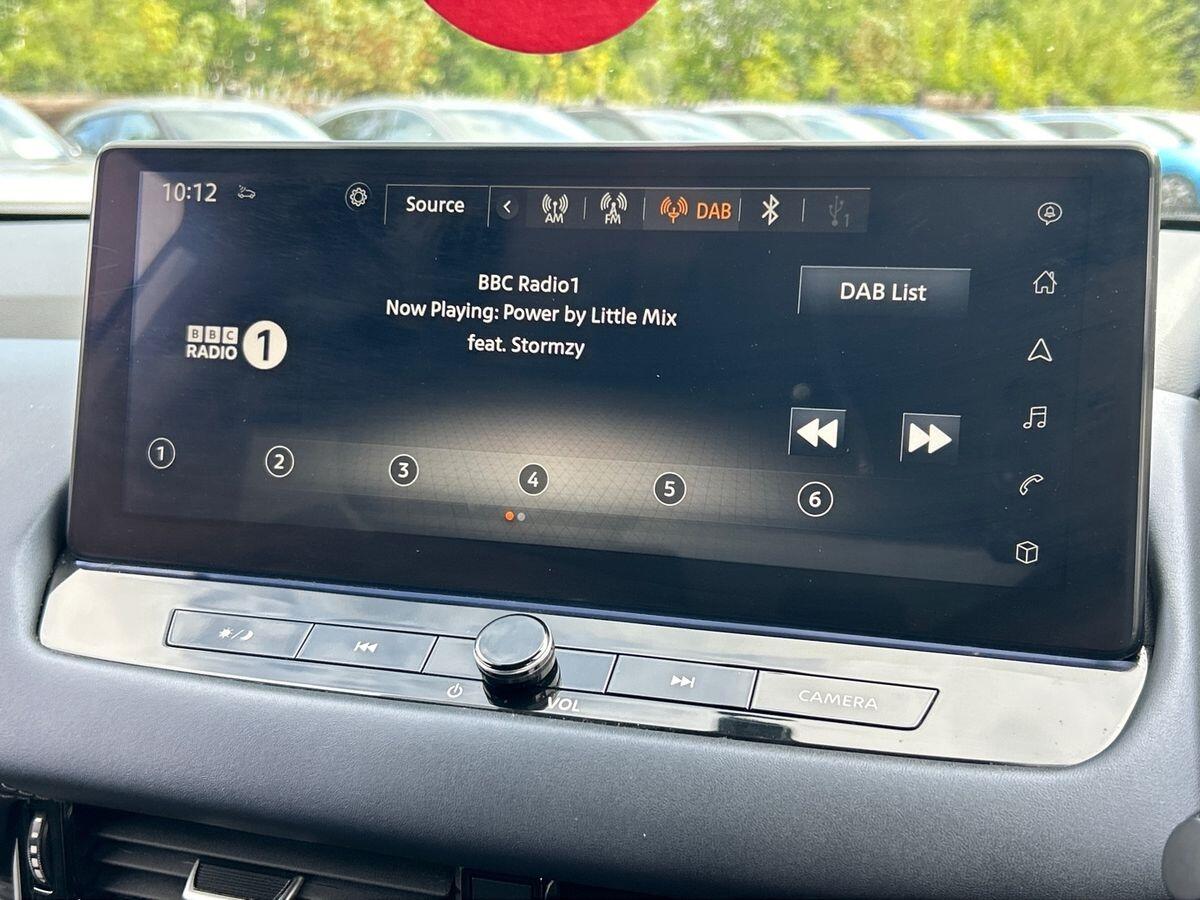 10:12
Source
AM
FM
DAB
1
BBC Radio1
Now Playing: Power by Little Mix
feat. Stormzy
DAB List
BBC
RADIO 1
1
2
3
4
5
6
VOL
CAMERA